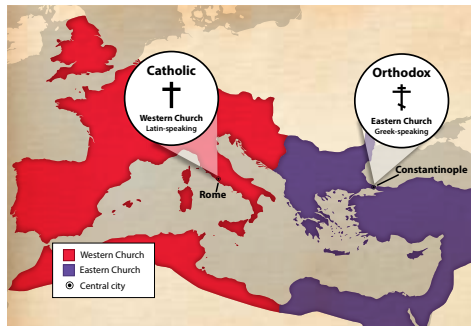 Catholic
Western Church
Latin-speaking
Orthodox
Eastern Church
Greek-speaking
Constantinople
Rome
Western Church
Eastern Church
Central city